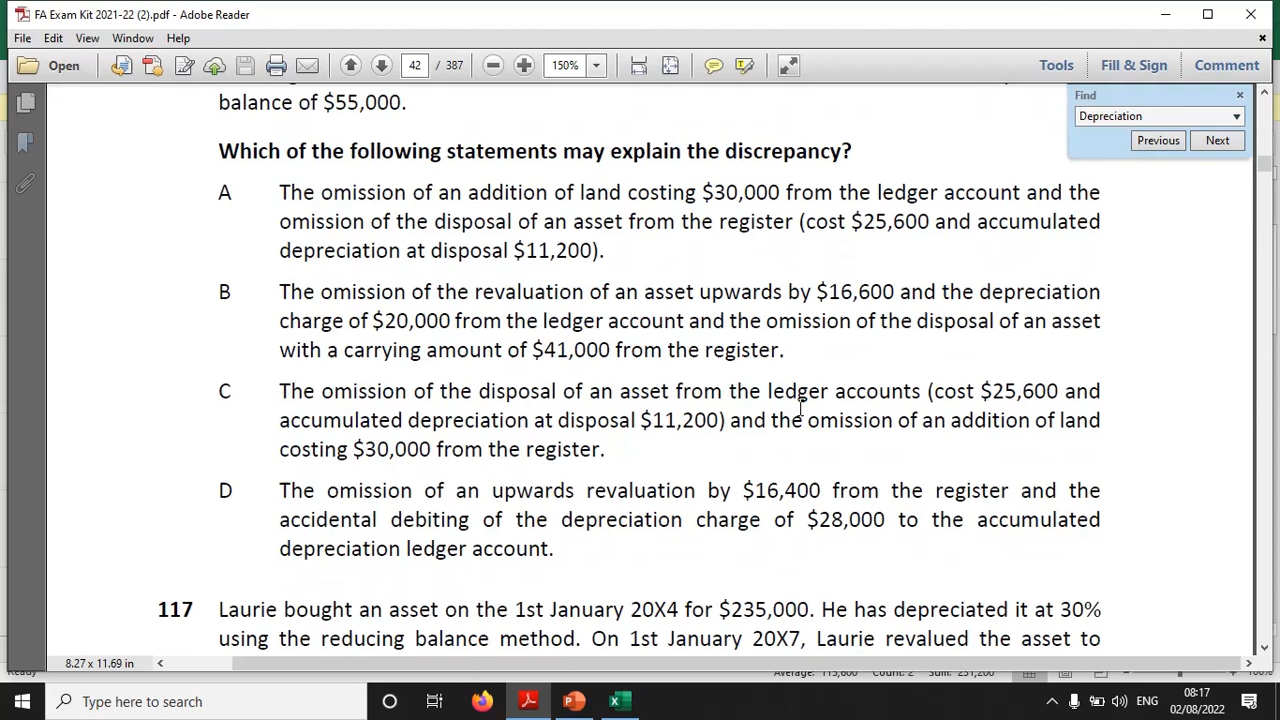 FA Exam Kit 2021-22 (2).pdf - Adobe Reader
File Edit View Window Help
Open 42 / 387 150% Tools Fill & Sign Comment
Find
Depreciation
Previous Next
balance of $55,000.
Which of the following statements may explain the discrepancy?
A The omission of an addition of land costing $30,000 from the ledger account and the
omission of the disposal of an asset from the register (cost $25,600 and accumulated
depreciation at disposal $11,200).
B The omission of the revaluation of an asset upwards by $16,600 and the depreciation
charge of $20,000 from the ledger account and the omission of the disposal of an asset
with a carrying amount of $41,000 from the register.
C The omission of the disposal of an asset from the ledger accounts (cost $25,600 and
accumulated depreciation at disposal $11,200) and the omission of an addition of land
costing $30,000 from the register.
D The omission of an upwards revaluation by $16,400 from the register and the
accidental debiting of the depreciation charge of $28,000 to the accumulated
depreciation ledger account.
117 Laurie bought an asset on the 1st January 20X4 for $235,000. He has depreciated it at 30%
using the reducing balance method. On 1st January 20X7, Laurie revalued the asset to
8.27 x 11.69 in
Type here to search
ENG
08:17
02/08/2022